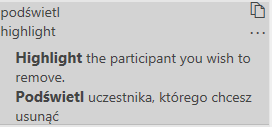 podświetl
highlight
Highlight the participant you wish to
remove.
Podświetl uczestnika, którego chcesz
usunąć